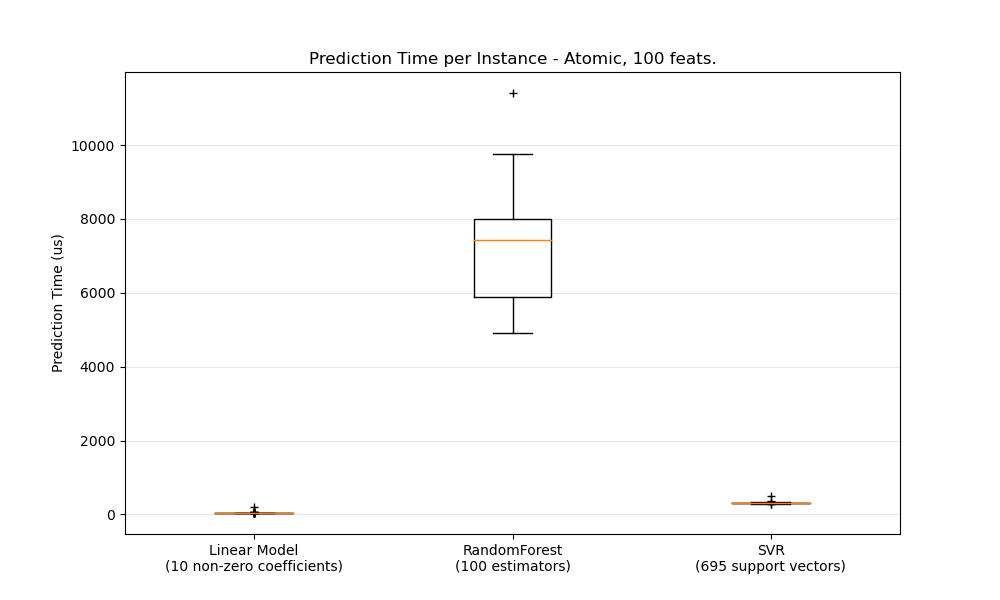 Prediction Time per Instance - Atomic, 100 feats.
Prediction Time (us)
10000
8000
6000
4000
2000
0
Linear Model
(10 non-zero coefficients)
RandomForest
(100 estimators)
SVR
(695 support vectors)